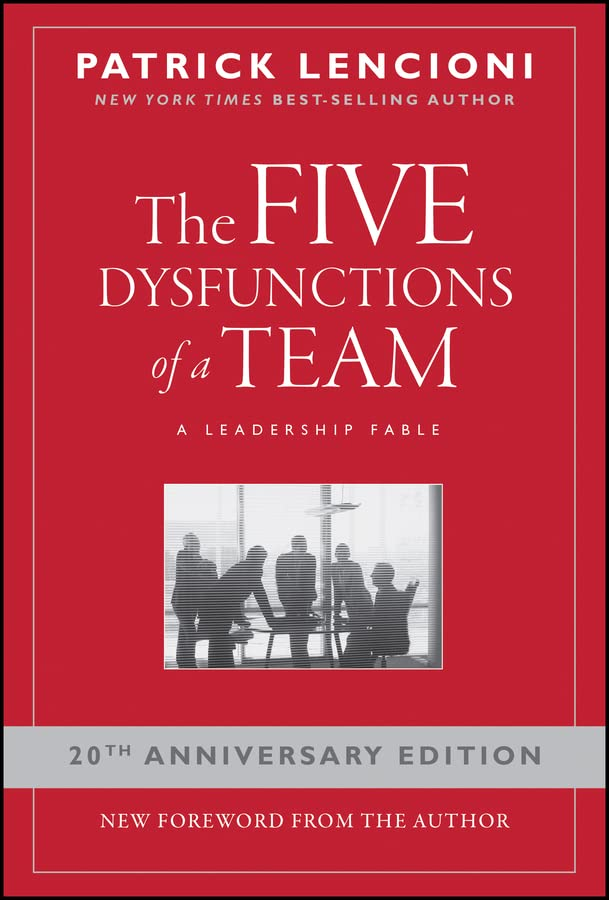 PATRICK LENCIONI
NEW YORK TIMES BEST-SELLING AUTHOR
The FIVE
DYSFUNCTIONS
of a TEAM
A LEADERSHIP FABLE
20TH ANNIVERSARY EDITION
NEW FOREWORD FROM THE AUTHOR